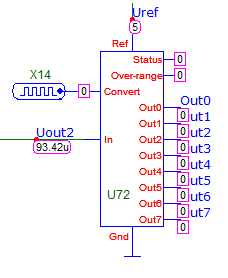 Uref
5
Ref
Status 0
Over-range 0
X14
0 Convert
Out0 0 Out0
Out1 0 ut1
Out2 0 ut2
Uout2 In
93.42u
Out3 0 ut3
Out4 0 ut4
Out5 0 ut5
U72
Out6 0 ut6
Out7 0 ut7
Gnd